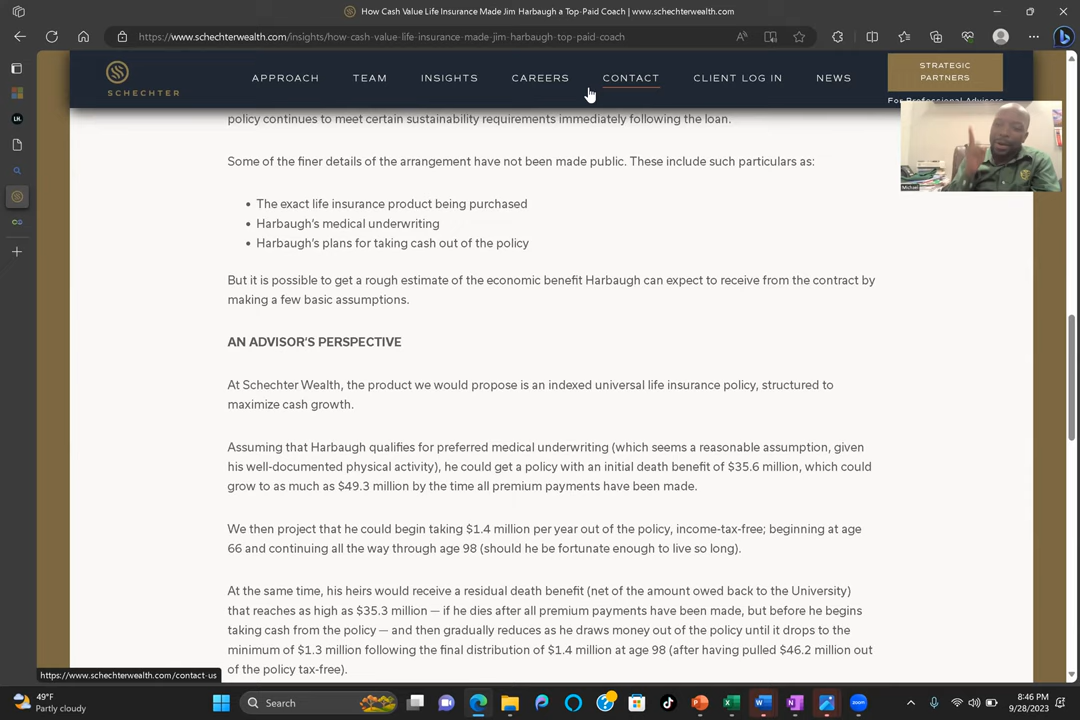 How Cash Value Life Insurance Made Jim Harbaugh a Top-Paid Coach | www.schechterwealth.com
https://www.schechterwealth.com/insights/how-cash-value-life-insurance-made-jim-harbaugh-top-paid-coach
SCHECHTER
APPROACH TEAM INSIGHTS CAREERS CONTACT CLIENT LOG IN NEWS
STRATEGIC
PARTNERS
For Professional Advisors
policy continues to meet certain sustainability requirements immediately following the loan.
Michael
Some of the finer details of the arrangement have not been made public. These include such particulars as:
• The exact life insurance product being purchased
• Harbaugh's medical underwriting
• Harbaugh's plans for taking cash out of the policy
But it is possible to get a rough estimate of the economic benefit Harbaugh can expect to receive from the contract by
making a few basic assumptions.
AN ADVISOR'S PERSPECTIVE
At Schechter Wealth, the product we would propose is an indexed universal life insurance policy, structured to
maximize cash growth.
Assuming that Harbaugh qualifies for preferred medical underwriting (which seems a reasonable assumption, given
his well-documented physical activity), he could get a policy with an initial death benefit of $35.6 million, which could
grow to as much as $49.3 million by the time all premium payments have been made.
We then project that he could begin taking $1.4 million per year out of the policy, income-tax-free; beginning at age
66 and continuing all the way through age 98 (should he be fortunate enough to live so long).
At the same time, his heirs would receive a residual death benefit (net of the amount owed back to the University)
that reaches as high as $35.3 million — if he dies after all premium payments have been made, but before he begins
taking cash from the policy — and then gradually reduces as he draws money out of the policy until it drops to the
minimum of $1.3 million following the final distribution of $1.4 million at age 98 (after having pulled $46.2 million out
of the policy tax-free).
https://www.schechterwealth.com/contact-us
49°F
Partly cloudy
Search
zoom
8:46 PM
9/28/2023